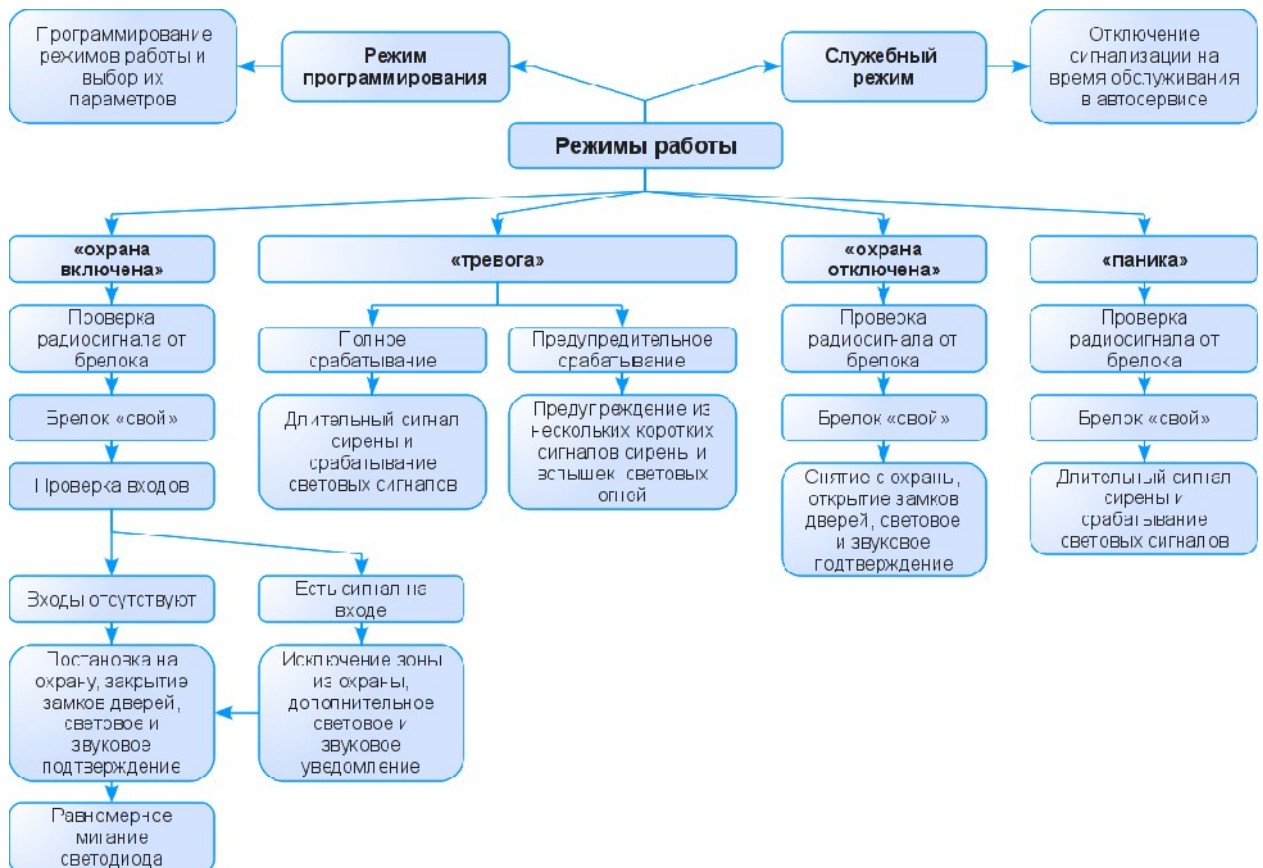 Программирование
режимов работы и
выбор их
параметров
Режим
программирования
Служебный
режим
Отключение
сигнализации на
время обслуживания
в автосервисе
Режимы работы
«охрана
включена»
«тревога»
«охрана
отключена»
«паника»
Проверка
радиосигнала от
брелока
Полное
срабатывание
Предупредительное
срабатывание
Проверка
радиосигнала от
брелока
Проверка
радиосигнала от
брелока
Брелок «свой»
Длительный сигнал
сирены и
срабатывание
световых сигналов
Предупреждение из
нескольких коротких
сигналов сирены и
вспышек световых
огней
Брелок «свой»
Брелок «свой»
Проверка входов
Снятие с охраны,
открытие замков
дверей, световое
и звуковое
подтверждение
Длительный сигнал
сирены и
срабатывание
световых сигналов
Входы отсутствуют
Есть сигнал на
входе
Постановка на
охрану, закрытие
замков дверей,
световое и
звуковое
подтверждение
Исключение зоны
из охраны,
дополнительное
световое и
звуковое
уведомление
Равномерное
мигание
светодиода